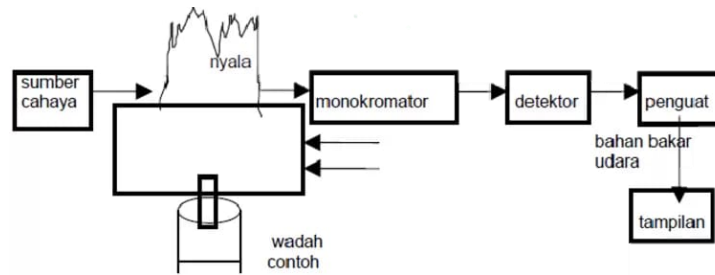 nyala
sumber
cahaya
monokromator
detektor
penguat
bahan bakar
udara
tampilan
wadah
contoh